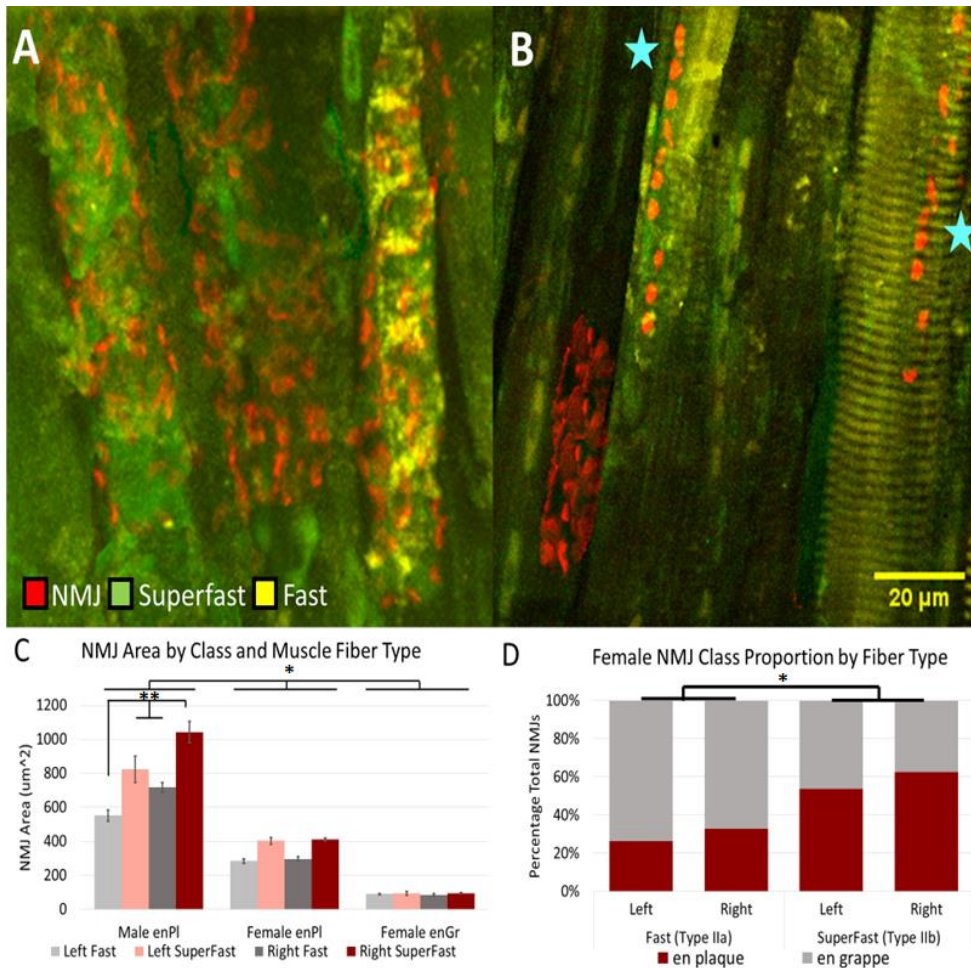 A
B
NMJ Superfast Fast
20 µm
C NMJ Area by Class and Muscle Fiber Type
*
**
NMJ Area (um^2)
1200
1000
800
600
400
200
0
Male enPl Female enPl Female enGr
Left Fast Left SuperFast Right Fast Right SuperFast
D Female NMJ Class Proportion by Fiber Type
*
Percentage Total NMJs
100%
80%
60%
40%
20%
0%
Left Right Left Right
Fast (Type IIa) SuperFast (Type IIb)
en plaque en grappe